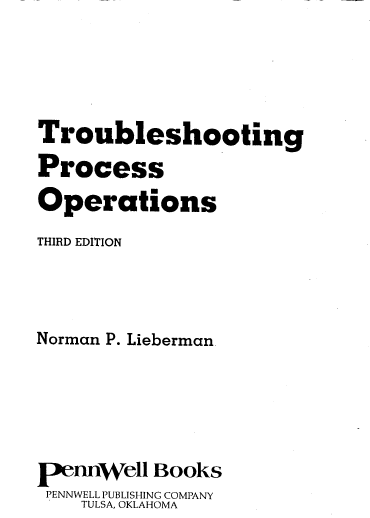 Troubleshooting
Process
Operations
THIRD EDITION
Norman P. Lieberman
PennWell Books
PENNWELL PUBLISHING COMPANY
TULSA, OKLAHOMA